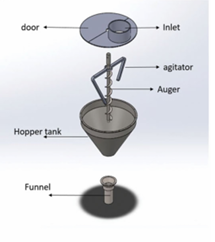 door
Inlet
agitator
Auger
Hopper tank
Funnel